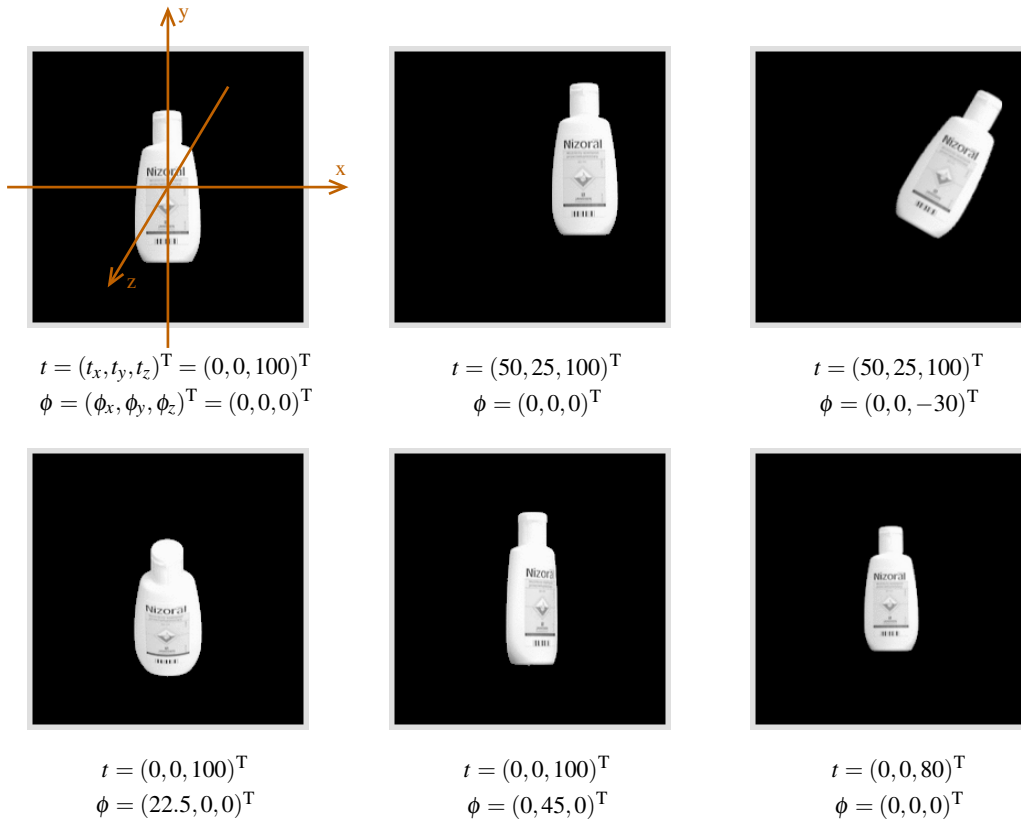 y
x
z
Nizoral
Nizoral
Nizoral
t = (t_x, t_y, t_z)^T = (0, 0, 100)^T
ϕ = (ϕ_x, ϕ_y, ϕ_z)^T = (0, 0, 0)^T
t = (50, 25, 100)^T
ϕ = (0, 0, 0)^T
t = (50, 25, 100)^T
ϕ = (0, 0, −30)^T
Nizoral
Nizoral
Nizoral
t = (0, 0, 100)^T
ϕ = (22.5, 0, 0)^T
t = (0, 0, 100)^T
ϕ = (0, 45, 0)^T
t = (0, 0, 80)^T
ϕ = (0, 0, 0)^T